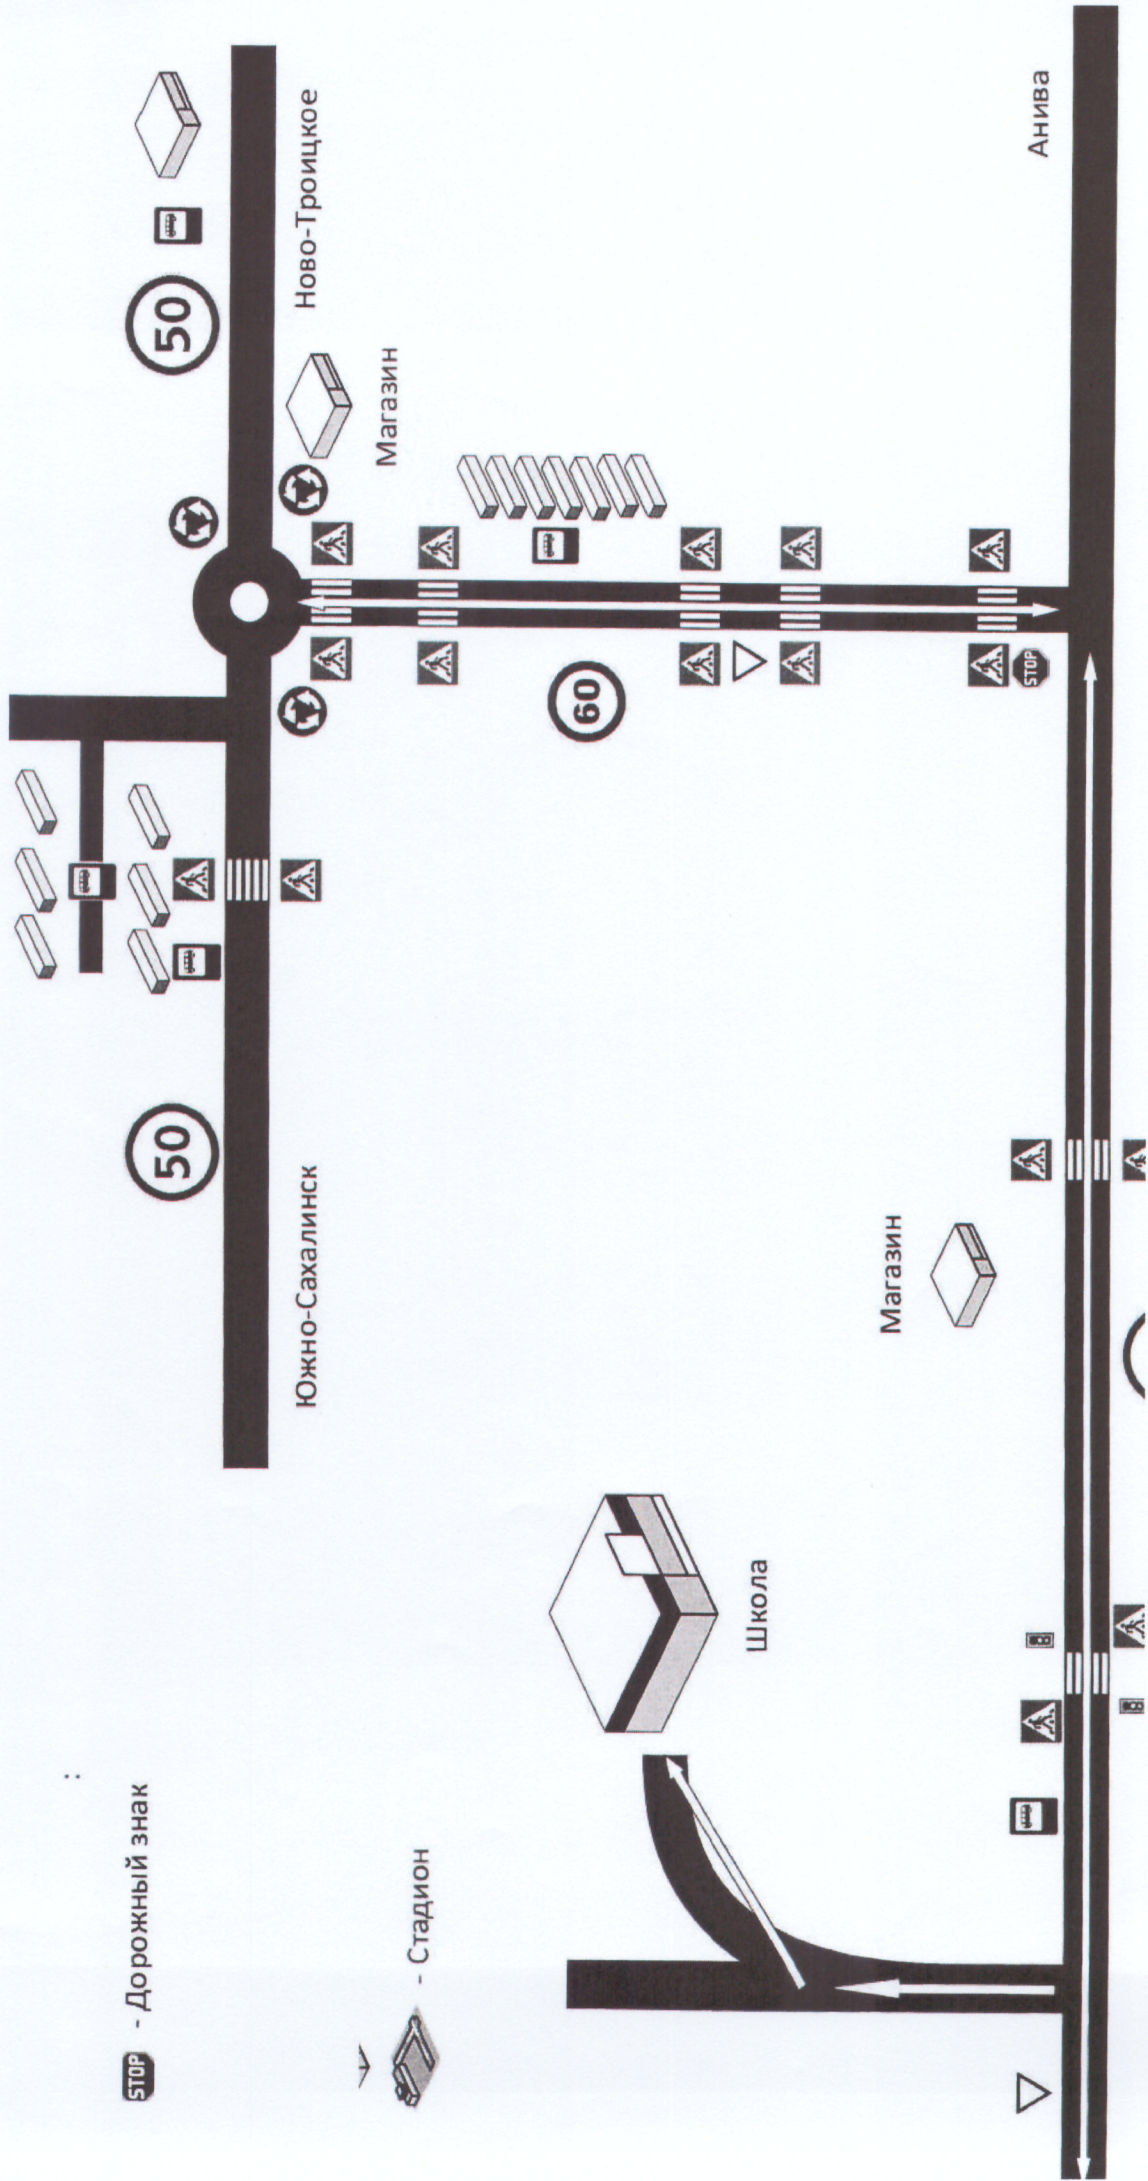 :
STOP - Дорожный знак
- Стадион
50
50
Южно-Сахалинск
Ново-Троицкое
Магазин
60
STOP
Школа
Магазин
Анива